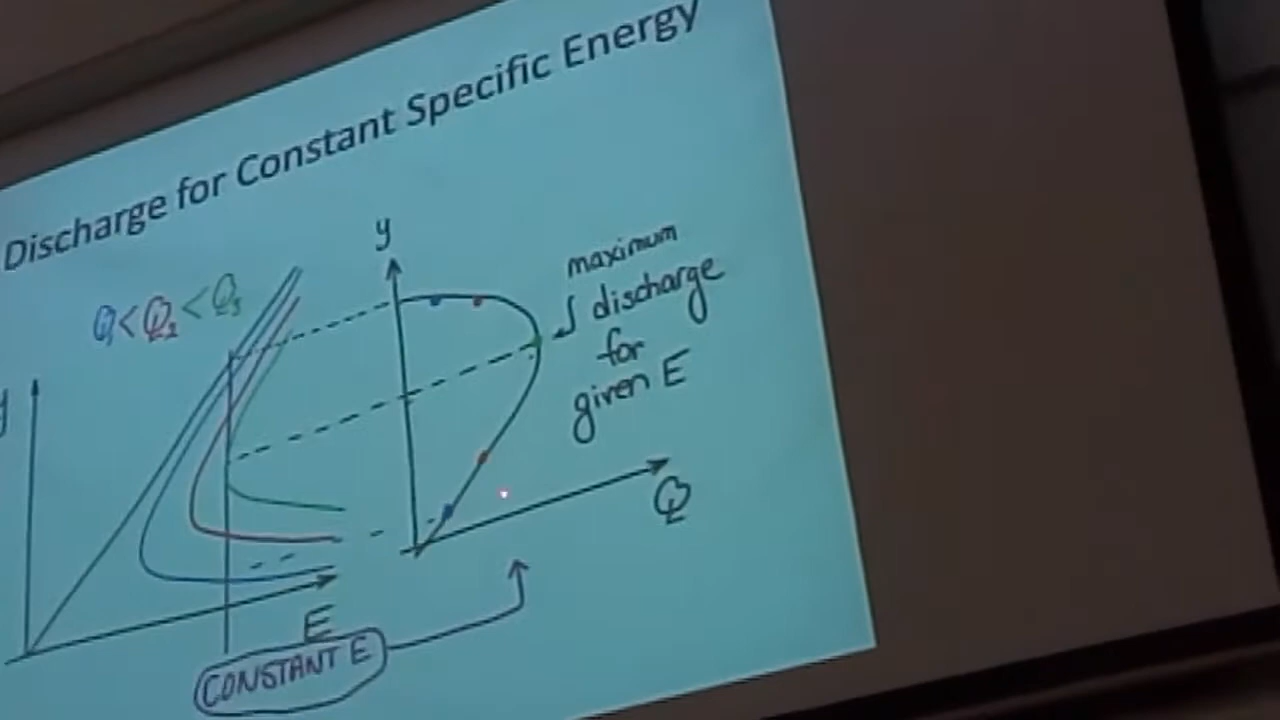 Discharge for Constant Specific Energy
Q₁<Q₂<Q₃
y
y
maximum
discharge
for
given E
Q
E
CONSTANT E